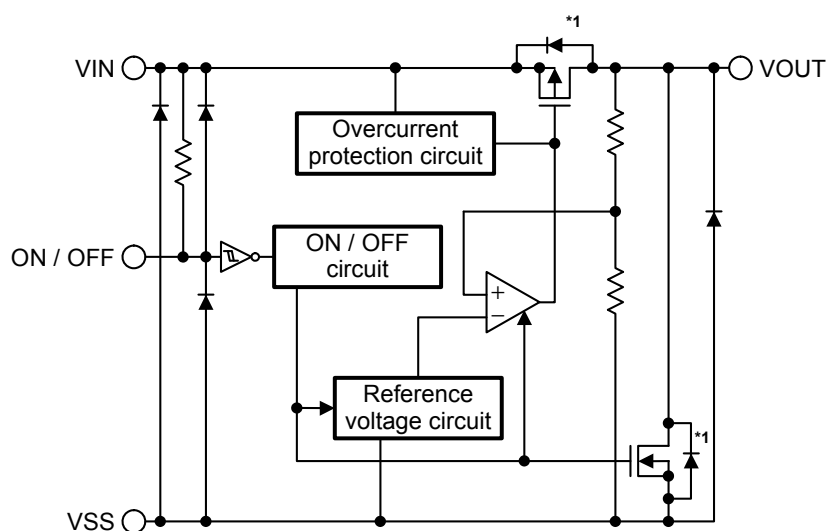 *1
VIN
VOUT
Overcurrent
protection circuit
ON / OFF
ON / OFF
circuit
+
−
Reference
voltage circuit
*1
VSS